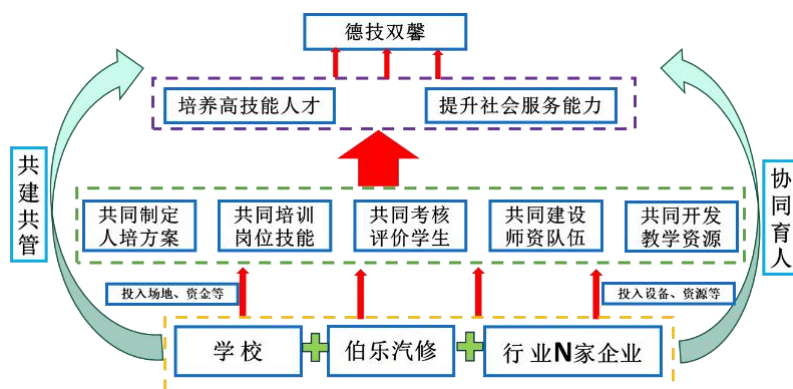 德技双馨
培养高技能人才
提升社会服务能力
共建共管
协同育人
共同制定
人培方案
共同培训
岗位技能
共同考核
评价学生
共同建设
师资队伍
共同开发
教学资源
投入场地、资金等
投入设备、资源等
学校
伯乐汽修
行业N家企业